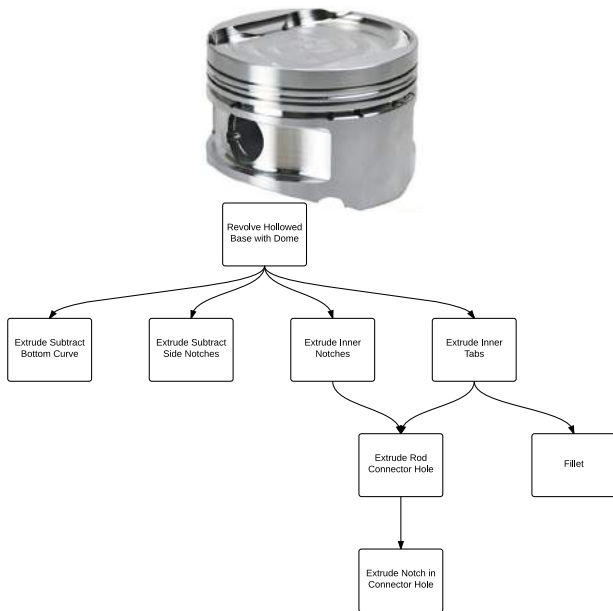 Revolve Hollowed
Base with Dome
Extrude Subtract
Bottom Curve
Extrude Subtract
Side Notches
Extrude Inner
Notches
Extrude Inner
Tabs
Extrude Rod
Connector Hole
Fillet
Extrude Notch in
Connector Hole